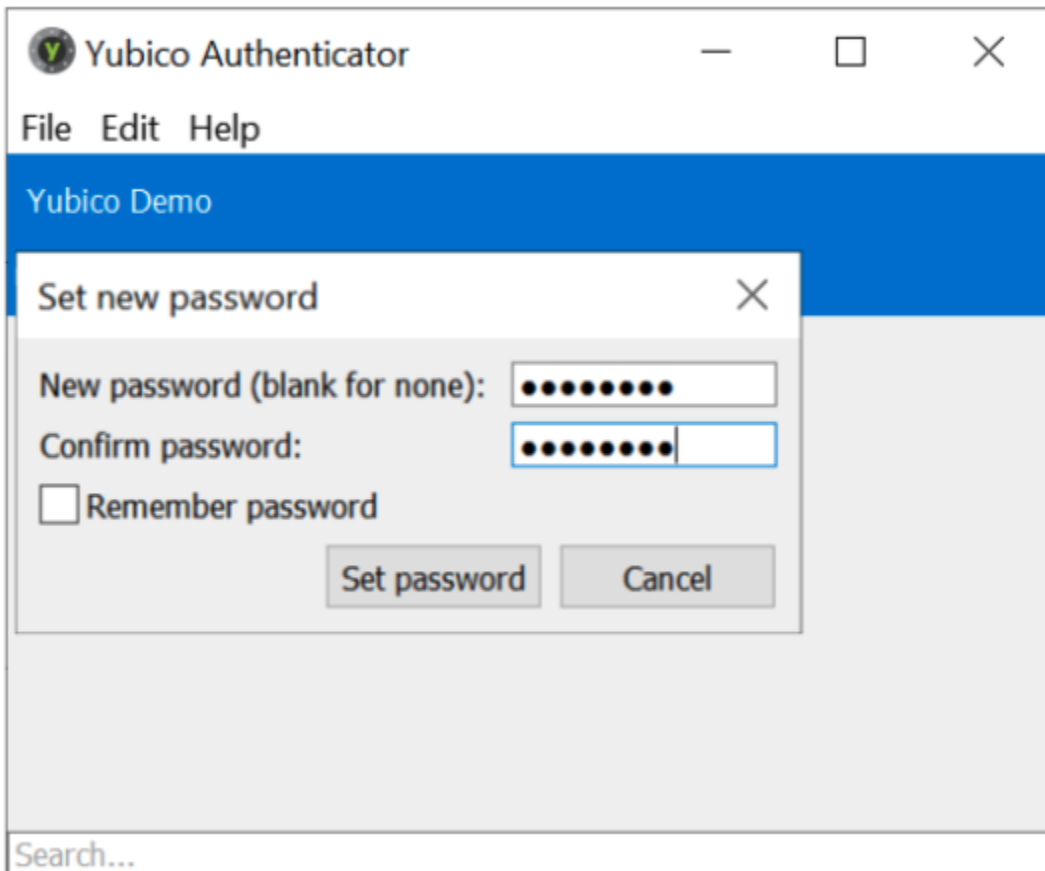 Yubico Authenticator
File Edit Help
Yubico Demo
Set new password
New password (blank for none): ●●●●●●●●
Confirm password: ●●●●●●●●
Remember password
Set password Cancel
Search...